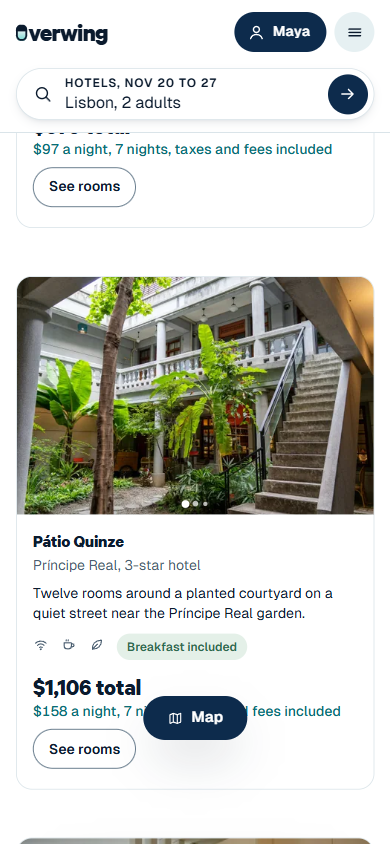 Overwing
Maya
HOTELS, NOV 20 TO 27
Lisbon, 2 adults
total
$97 a night, 7 nights, taxes and fees included
See rooms
Pátio Quinze
Príncipe Real, 3-star hotel
Twelve rooms around a planted courtyard on a
quiet street near the Príncipe Real garden.
Breakfast included
$1,106 total
$158 a night, 7 fees included
Map
See rooms